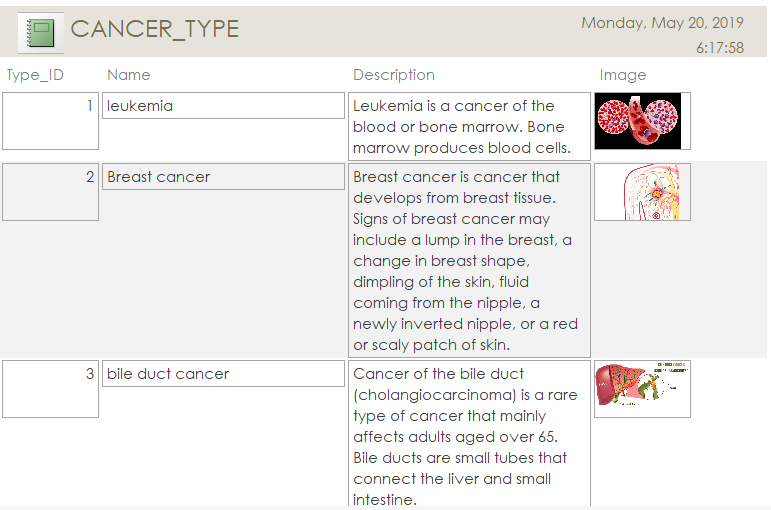 CANCER_TYPE
Monday, May 20, 2019
6:17:58
Type_ID Name Description Image
1 leukemia Leukemia is a cancer of the
blood or bone marrow. Bone
marrow produces blood cells.
2 Breast cancer Breast cancer is cancer that
develops from breast tissue.
Signs of breast cancer may
include a lump in the breast, a
change in breast shape,
dimpling of the skin, fluid
coming from the nipple, a
newly inverted nipple, or a red
or scaly patch of skin.
3 bile duct cancer Cancer of the bile duct
(cholangiocarcinoma) is a rare
type of cancer that mainly
affects adults aged over 65.
Bile ducts are small tubes that
connect the liver and small
intestine.